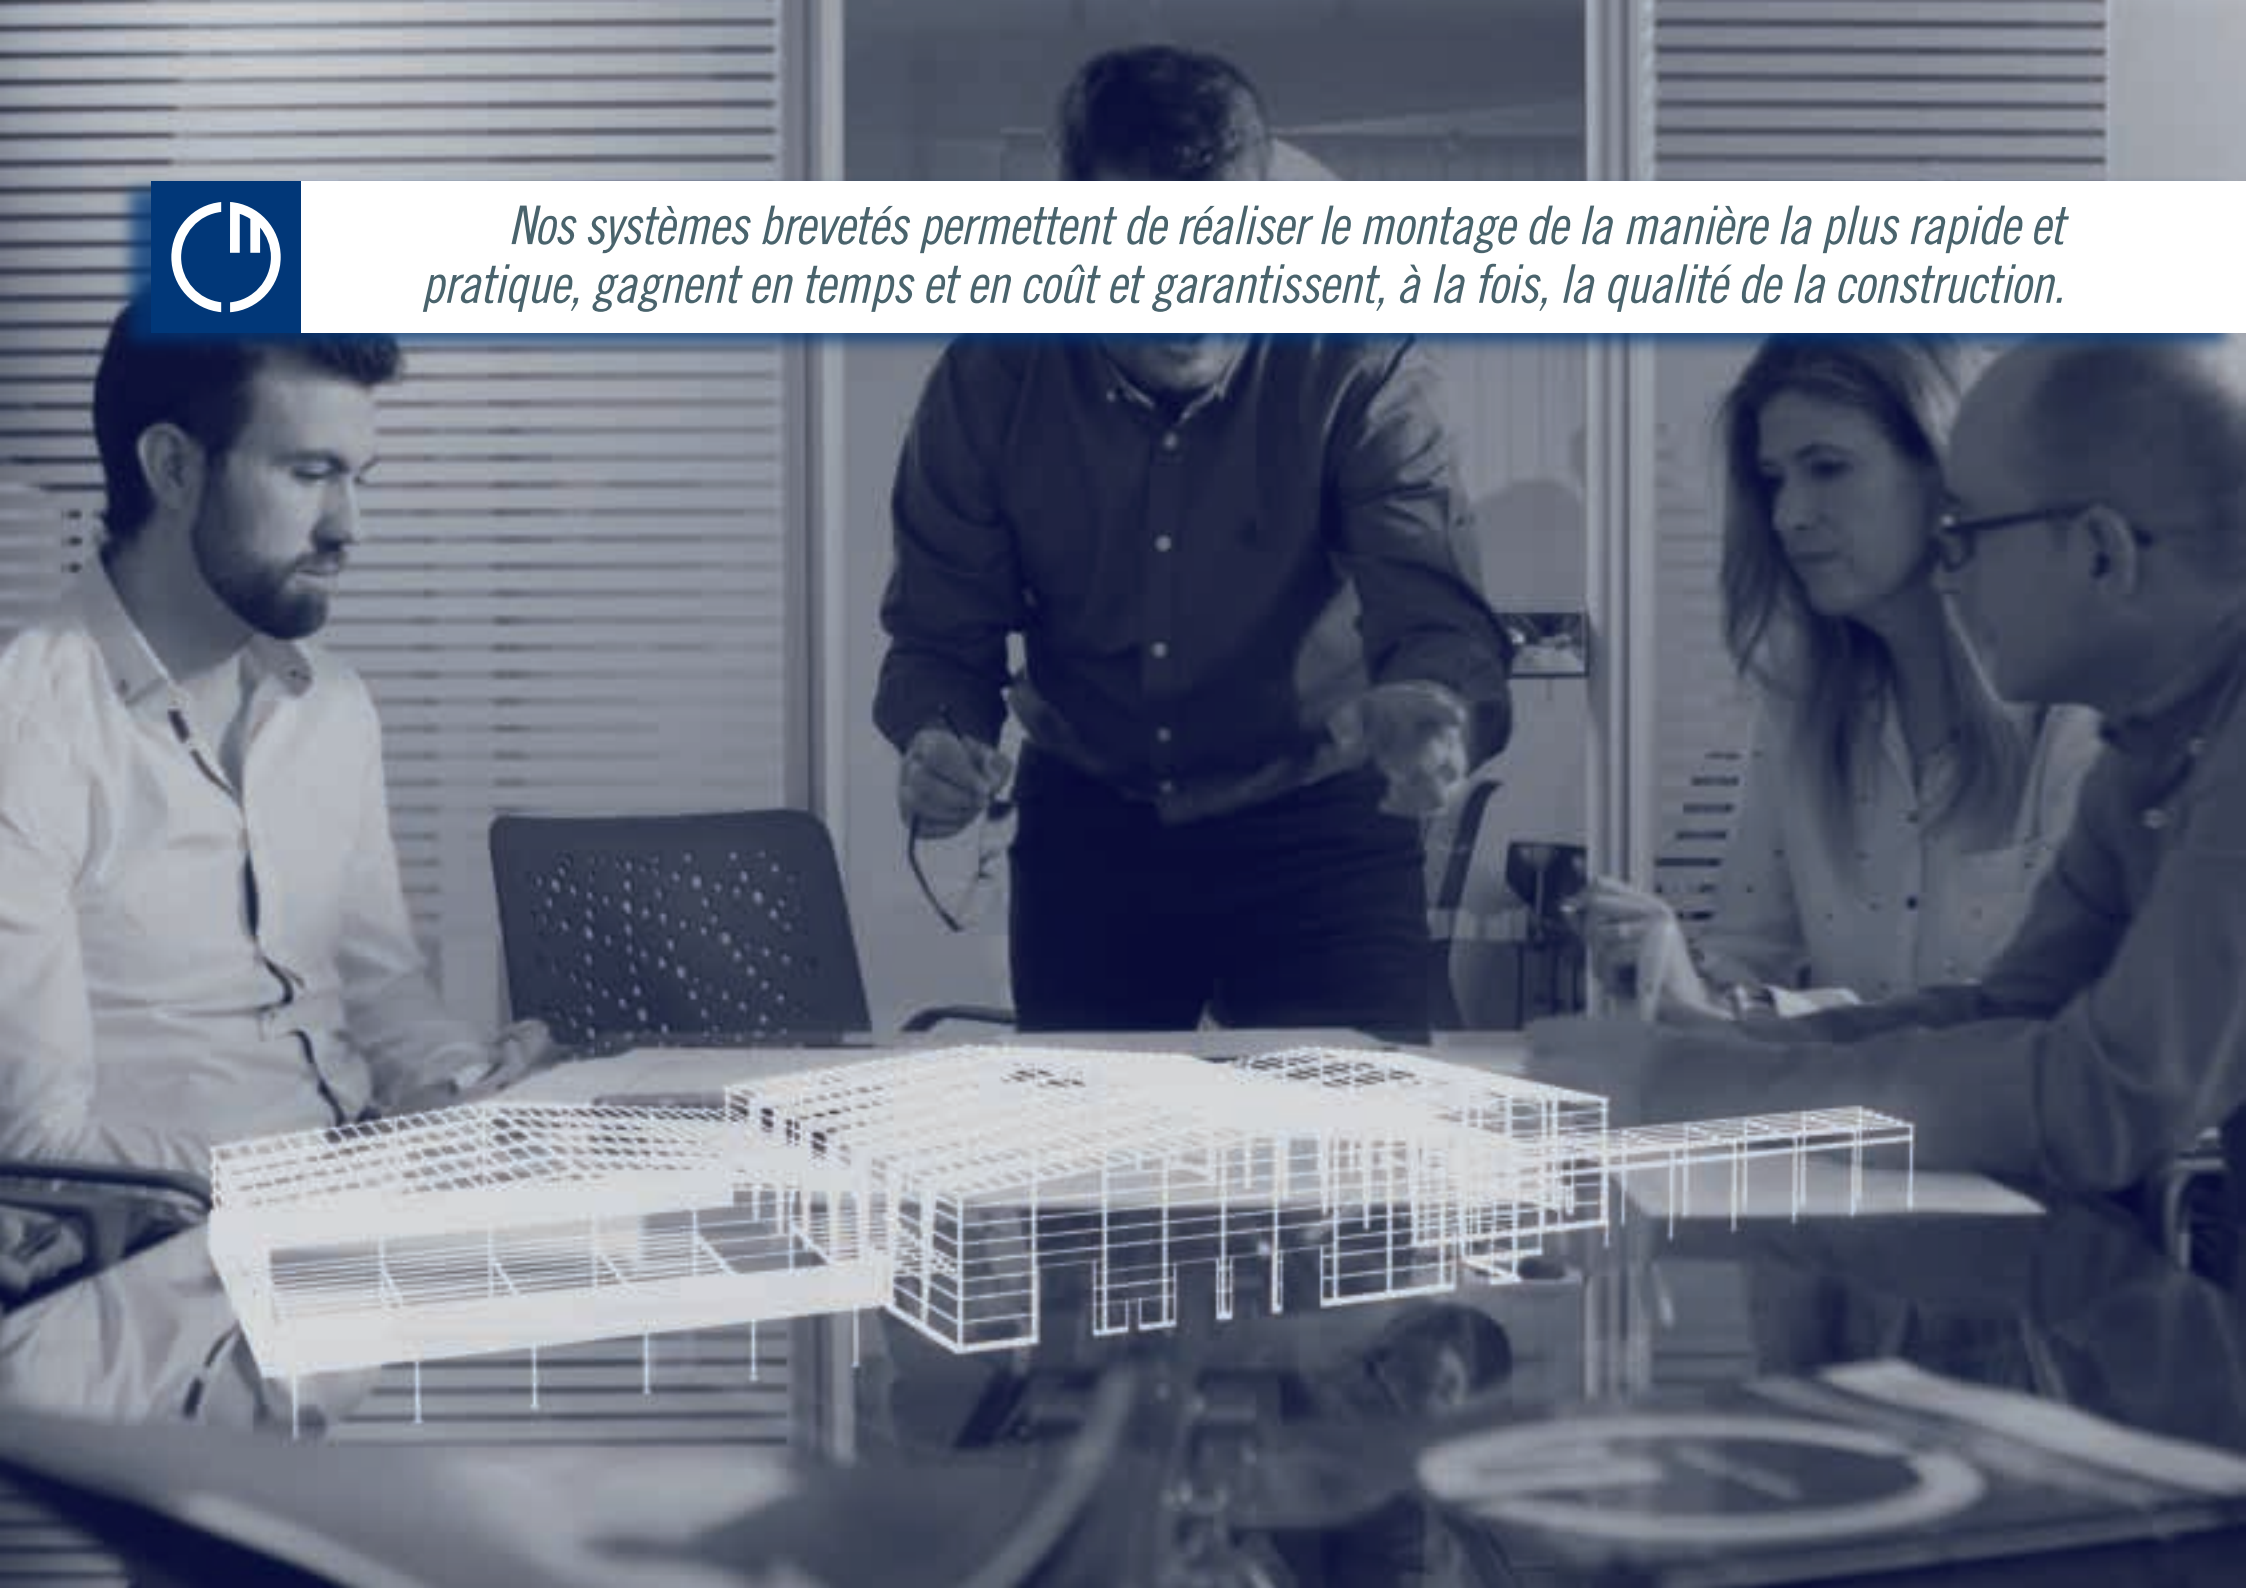 Nos systèmes brevetés permettent de réaliser le montage de la manière la plus rapide et
pratique, gagnent en temps et en coût et garantissent, à la fois, la qualité de la construction.